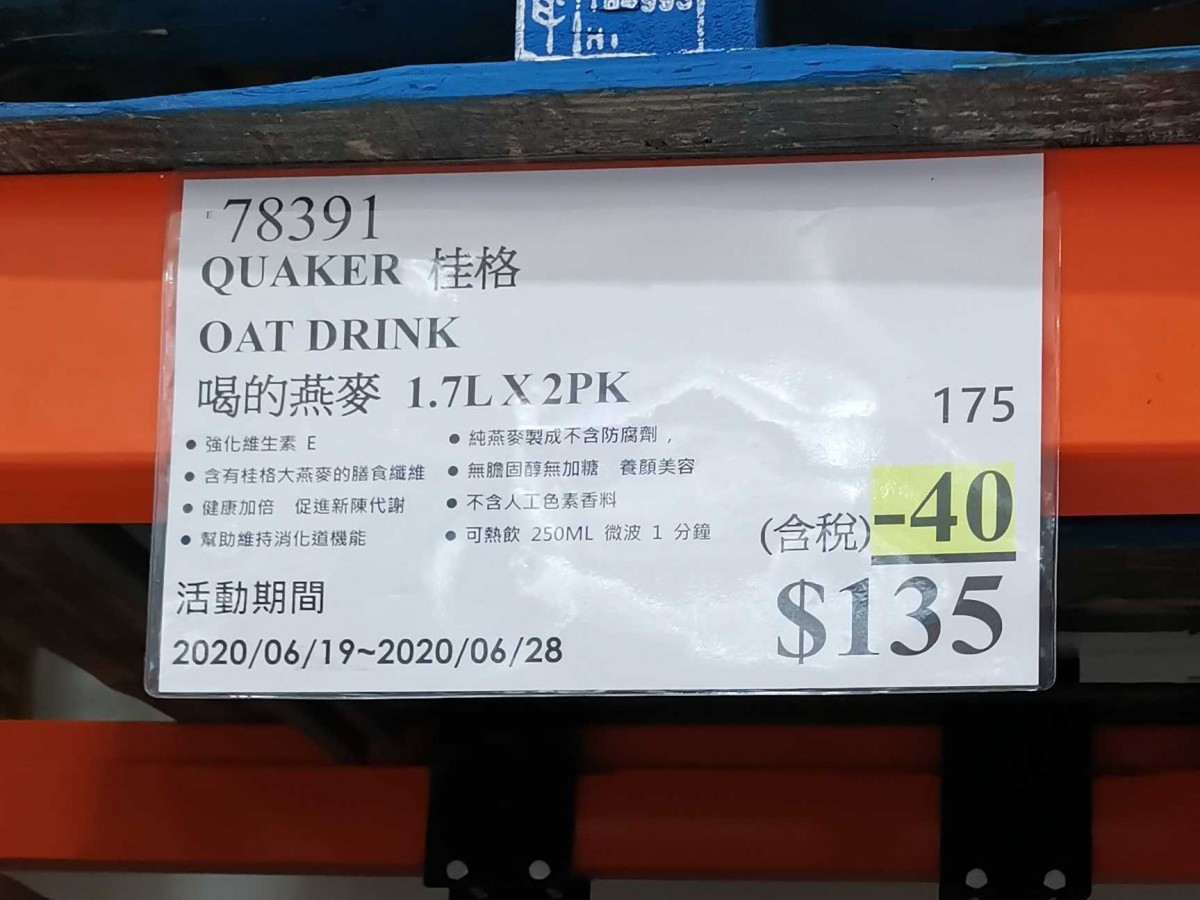 E 78391
QUAKER 桂格
OAT DRINK
喝的燕麥 1.7L X 2PK
● 強化維生素 E
● 含有桂格大燕麥的膳食纖維
● 健康加倍 促進新陳代謝
● 幫助維持消化道機能
● 純燕麥製成不含防腐劑，
● 無膽固醇無加糖 養顏美容
● 不含人工色素香料
● 可熱飲 250ML 微波 1 分鐘
175
(含稅)-40
$135
活動期間
2020/06/19~2020/06/28